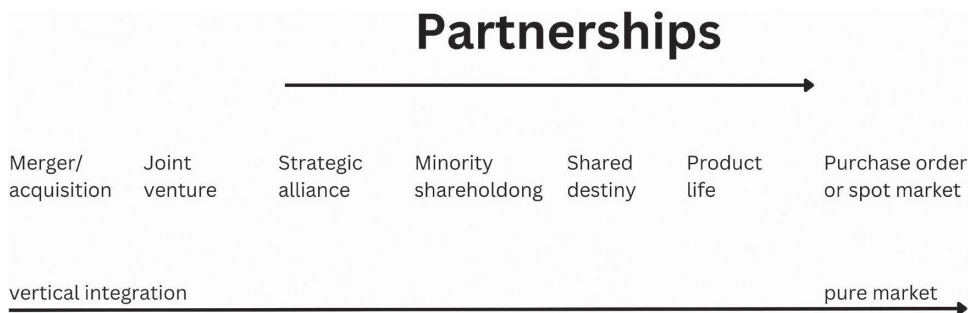 Partnerships
Merger/
acquisition
Joint
venture
Strategic
alliance
Minority
shareholdong
Shared
destiny
Product
life
Purchase order
or spot market
vertical integration
pure market